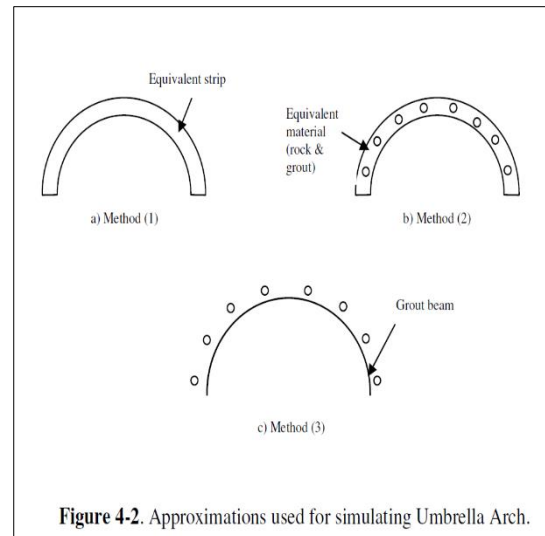 Equivalent strip
a) Method (1)
Equivalent
material
(rock &
grout)
b) Method (2)
Grout beam
c) Method (3)
Figure 4-2. Approximations used for simulating Umbrella Arch.